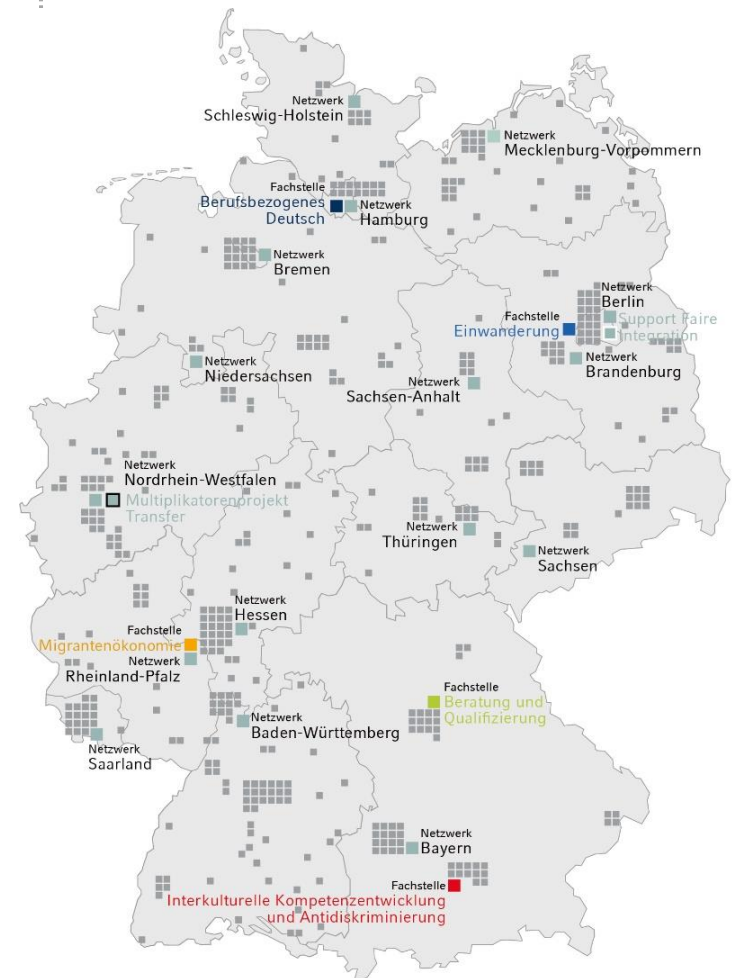 Netzwerk
Schleswig-Holstein
Netzwerk
Mecklenburg-Vorpommern
Fachstelle
Berufsbezogenes
Deutsch
Netzwerk
Hamburg
Netzwerk
Bremen
Netzwerk
Berlin
Support Faire
Integration
Fachstelle
Einwanderung
Netzwerk
Brandenburg
Netzwerk
Niedersachsen
Netzwerk
Sachsen-Anhalt
Netzwerk
Nordrhein-Westfalen
Multiplikatorenprojekt
Transfer
Netzwerk
Thüringen
Netzwerk
Sachsen
Netzwerk
Hessen
Fachstelle
Migrantenökonomie
Netzwerk
Rheinland-Pfalz
Fachstelle
Beratung und
Qualifizierung
Netzwerk
Baden-Württemberg
Netzwerk
Saarland
Netzwerk
Bayern
Fachstelle
Interkulturelle Kompetenzentwicklung
und Antidiskriminierung